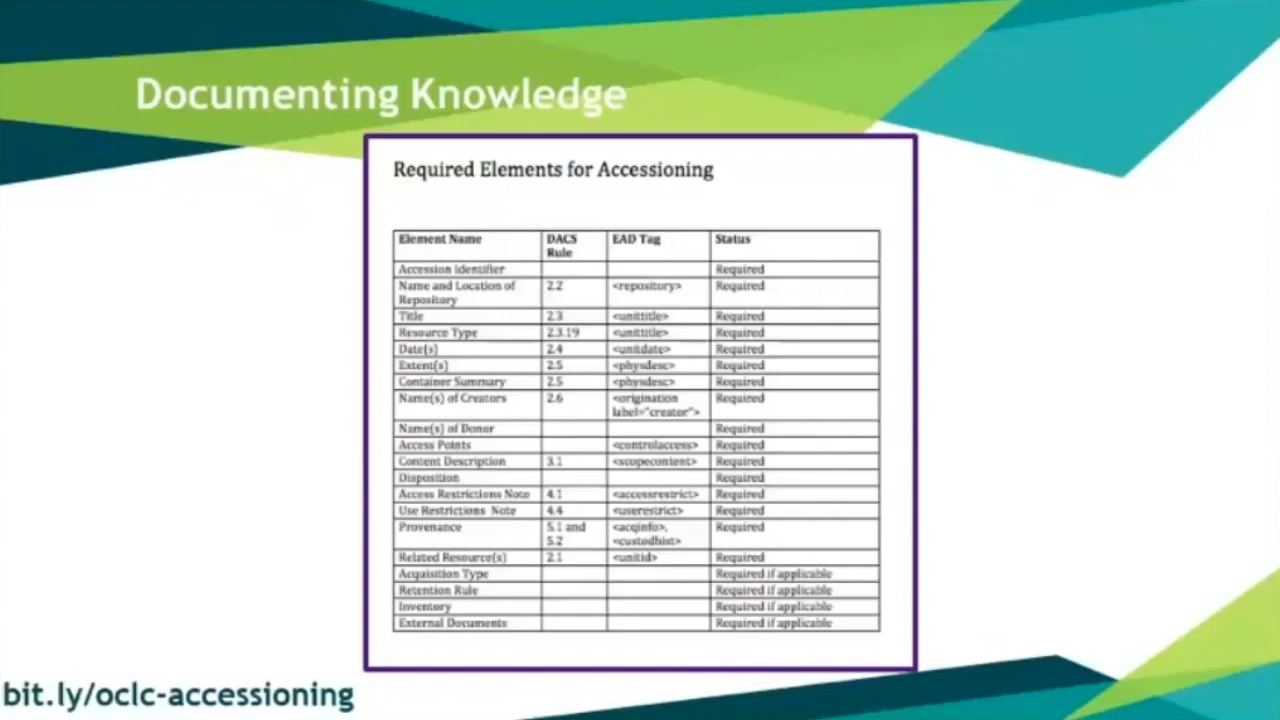 Documenting Knowledge
Required Elements for Accessioning
Element Name DACS Rule EAD Tag Status
Accession Identifier Required
Name and Location of Repository 2.2 <repository> Required
Title 2.3 <unittitle> Required
Resource Type 2.3.19 <unittitle> Required
Date(s) 2.4 <unitdate> Required
Extent(s) 2.5 <physdesc> Required
Container Summary 2.5 <physdesc> Required
Name(s) of Creators 2.6 <origination label="creator"> Required
Name(s) of Donor Required
Access Points <controlaccess> Required
Content Description 3.1 <scopecontent> Required
Disposition Required
Access Restrictions Note 4.1 <accessrestrict> Required
Use Restrictions Note 4.4 <userestrict> Required
Provenance 5.1 and 5.2 <acqinfo>, <custodhist> Required
Related Resource(s) 2.1 <unitid> Required
Acquisition Type Required if applicable
Retention Rule Required if applicable
Inventory Required if applicable
External Documents Required if applicable
bit.ly/oclc-accessioning